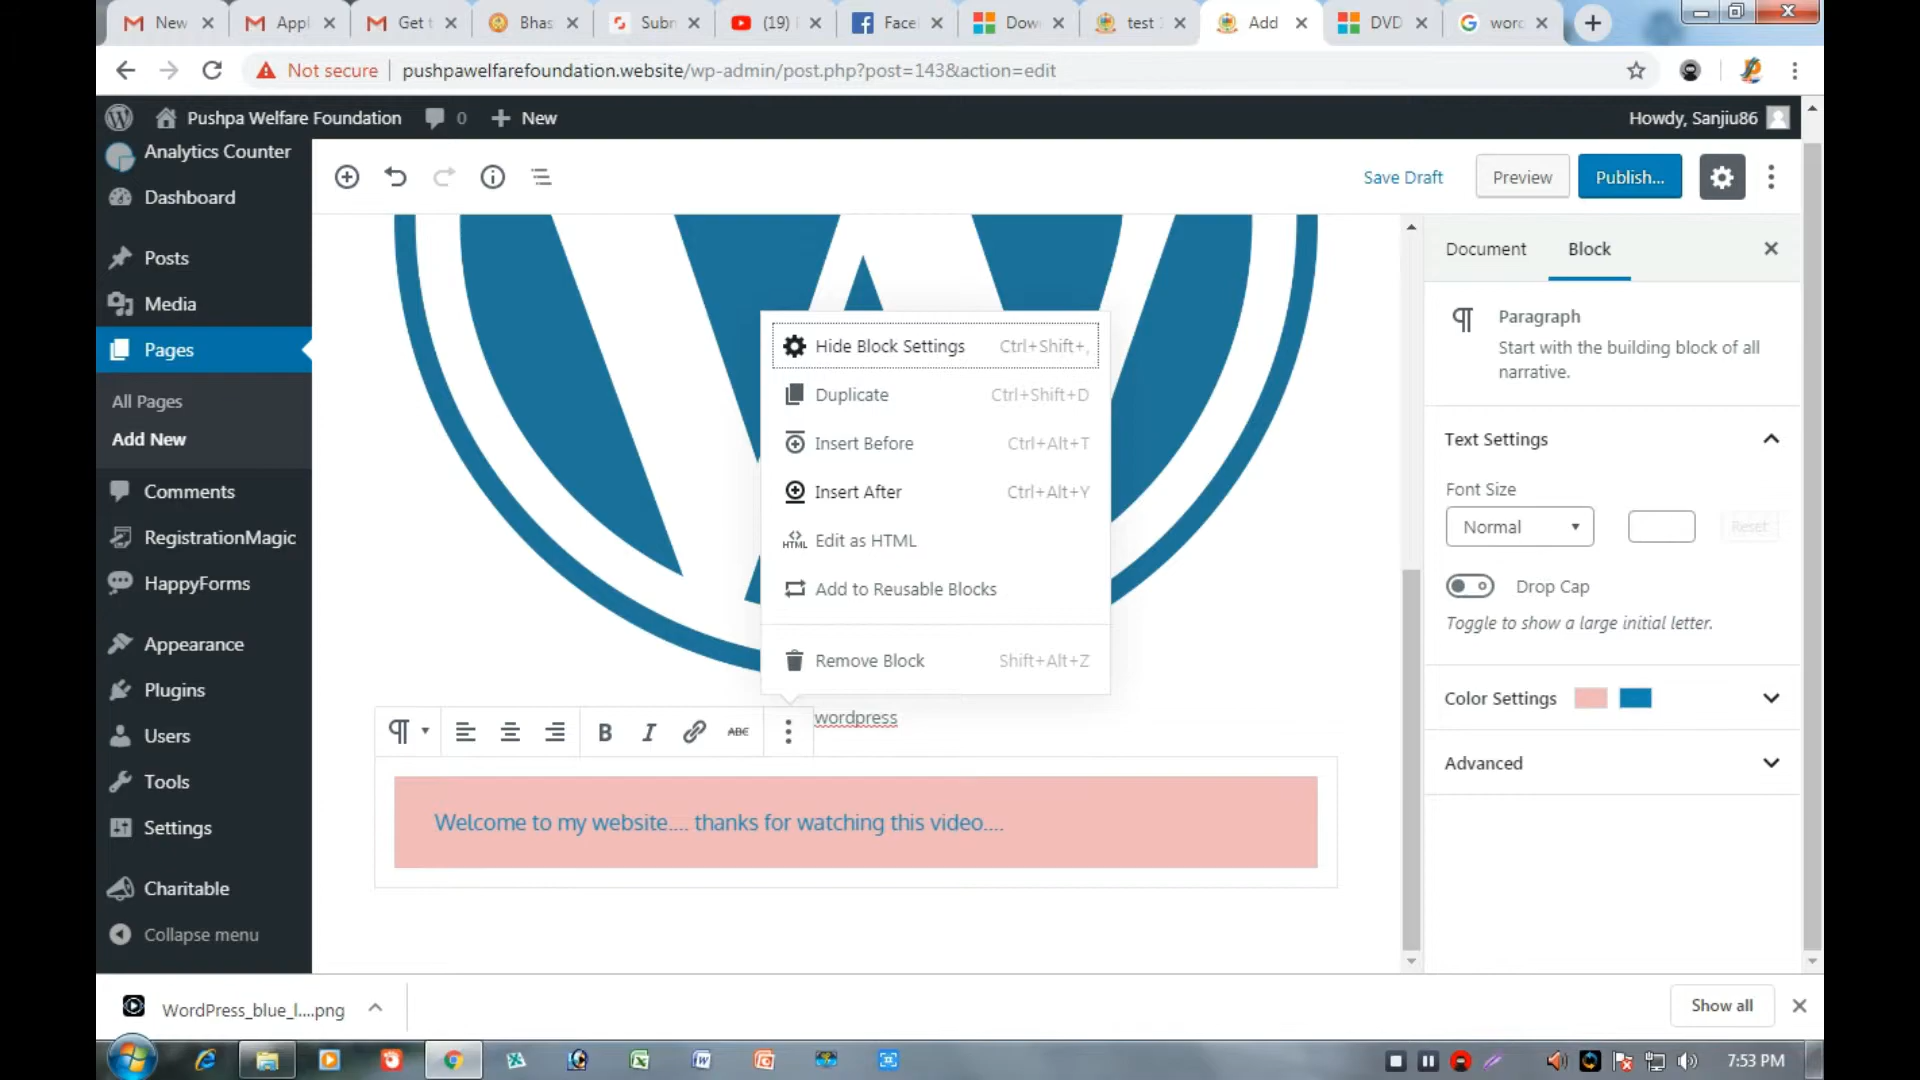 New
Appl
Get t
Bhas
Subn
(19)
Face
Dow
test
Add
DVD
worc
Not secure
pushpawelfarefoundation.website/wp-admin/post.php?post=143&action=edit
Pushpa Welfare Foundation 0 New
Howdy, Sanjiu86
Analytics Counter
Dashboard
Posts
Media
Pages
All Pages
Add New
Comments
RegistrationMagic
HappyForms
Appearance
Plugins
Users
Tools
Settings
Charitable
Collapse menu
Save Draft
Preview
Publish...
Hide Block Settings Ctrl+Shift+,
Duplicate Ctrl+Shift+D
Insert Before Ctrl+Alt+T
Insert After Ctrl+Alt+Y
HTML Edit as HTML
Add to Reusable Blocks
Remove Block Shift+Alt+Z
wordpress
B I ABC
Welcome to my website.... thanks for watching this video....
Document Block
Paragraph
Start with the building block of all
narrative.
Text Settings
Font Size
Normal
Reset
Drop Cap
Toggle to show a large initial letter.
Color Settings
Advanced
WordPress_blue_l....png
Show all
7:53 PM